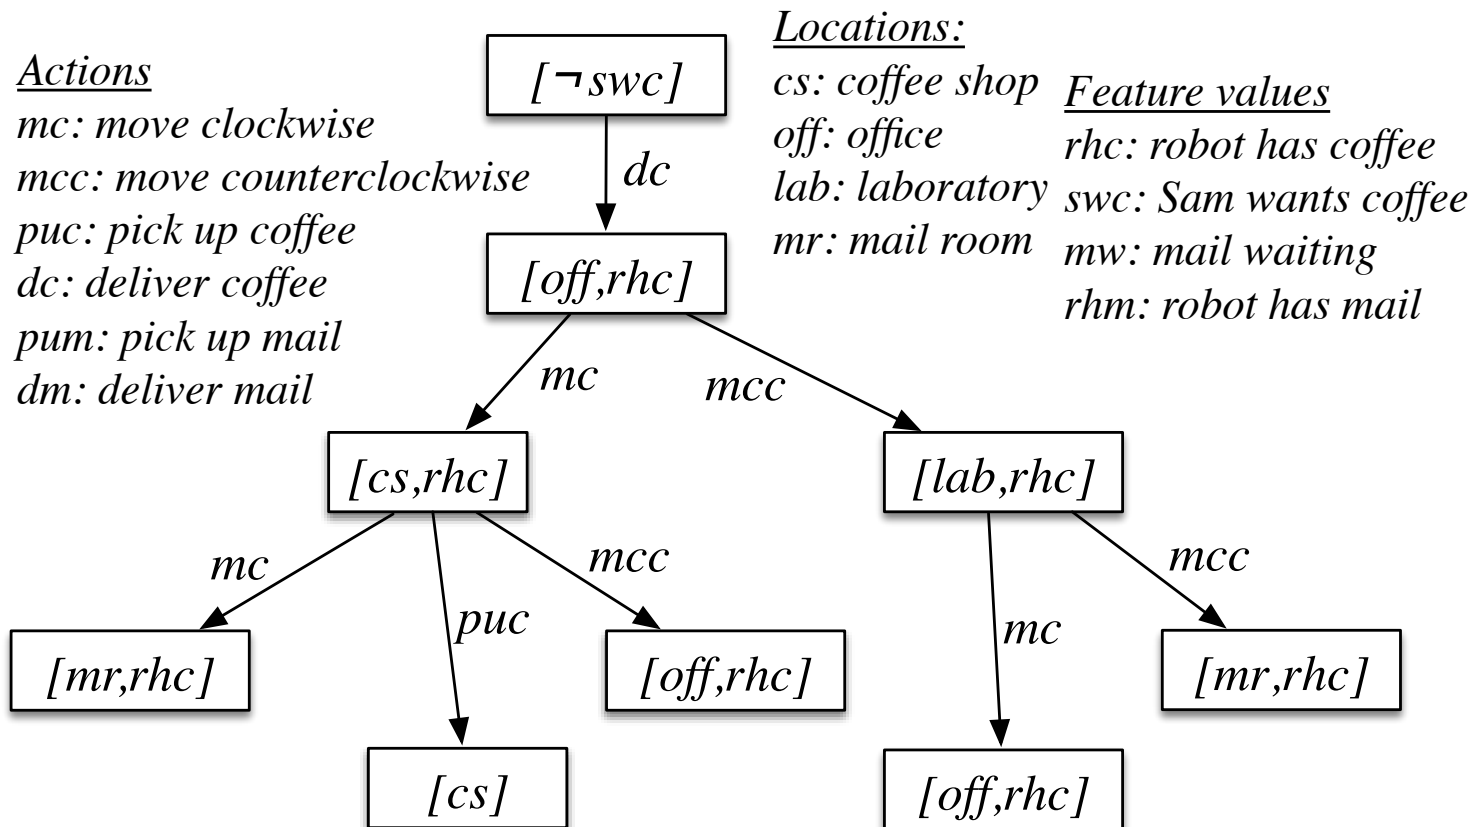 Actions
mc: move clockwise
mcc: move counterclockwise
puc: pick up coffee
dc: deliver coffee
pum: pick up mail
dm: deliver mail
Locations:
cs: coffee shop
off: office
lab: laboratory
mr: mail room
Feature values
rhc: robot has coffee
swc: Sam wants coffee
mw: mail waiting
rhm: robot has mail
[¬swc]
dc
[off,rhc]
mc
mcc
[cs,rhc]
[lab,rhc]
mc
puc
mcc
mc
mcc
[mr,rhc]
[off,rhc]
[mr,rhc]
[cs]
[off,rhc]